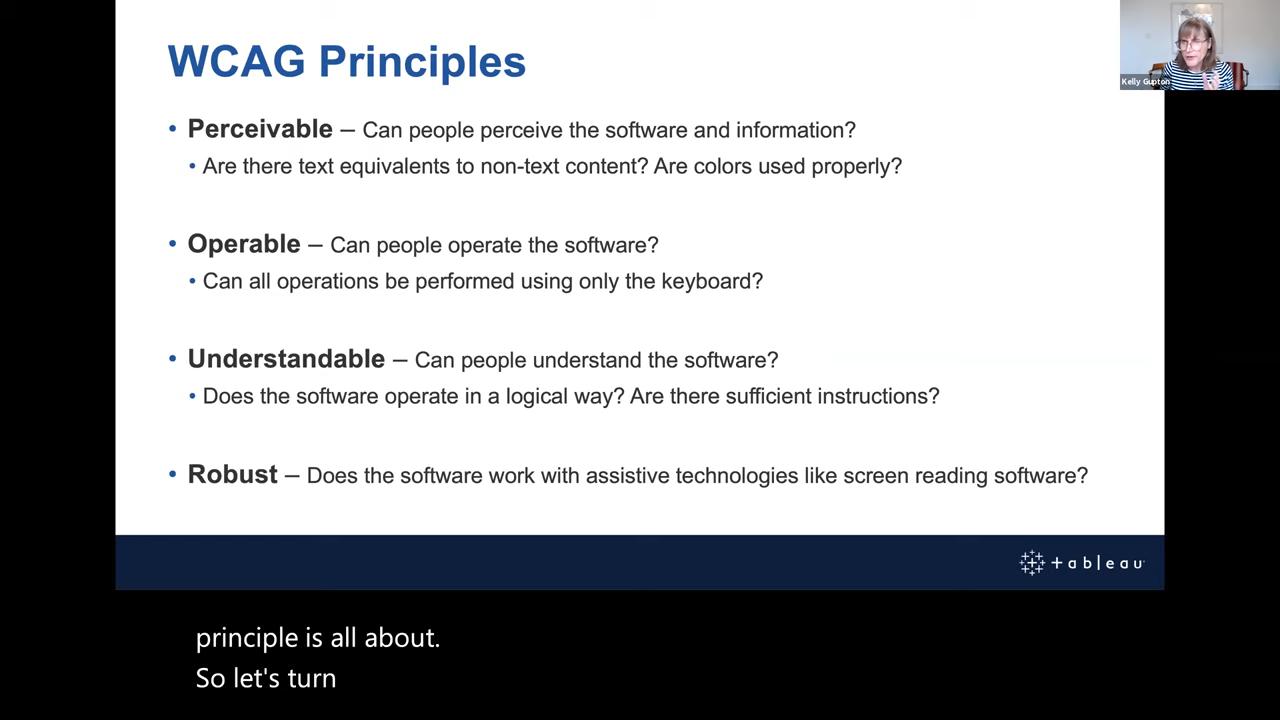 WCAG Principles
Kelly Gupton
• Perceivable – Can people perceive the software and information?
• Are there text equivalents to non-text content? Are colors used properly?
• Operable – Can people operate the software?
• Can all operations be performed using only the keyboard?
• Understandable – Can people understand the software?
• Does the software operate in a logical way? Are there sufficient instructions?
• Robust – Does the software work with assistive technologies like screen reading software?
+ableau
principle is all about.
So let's turn